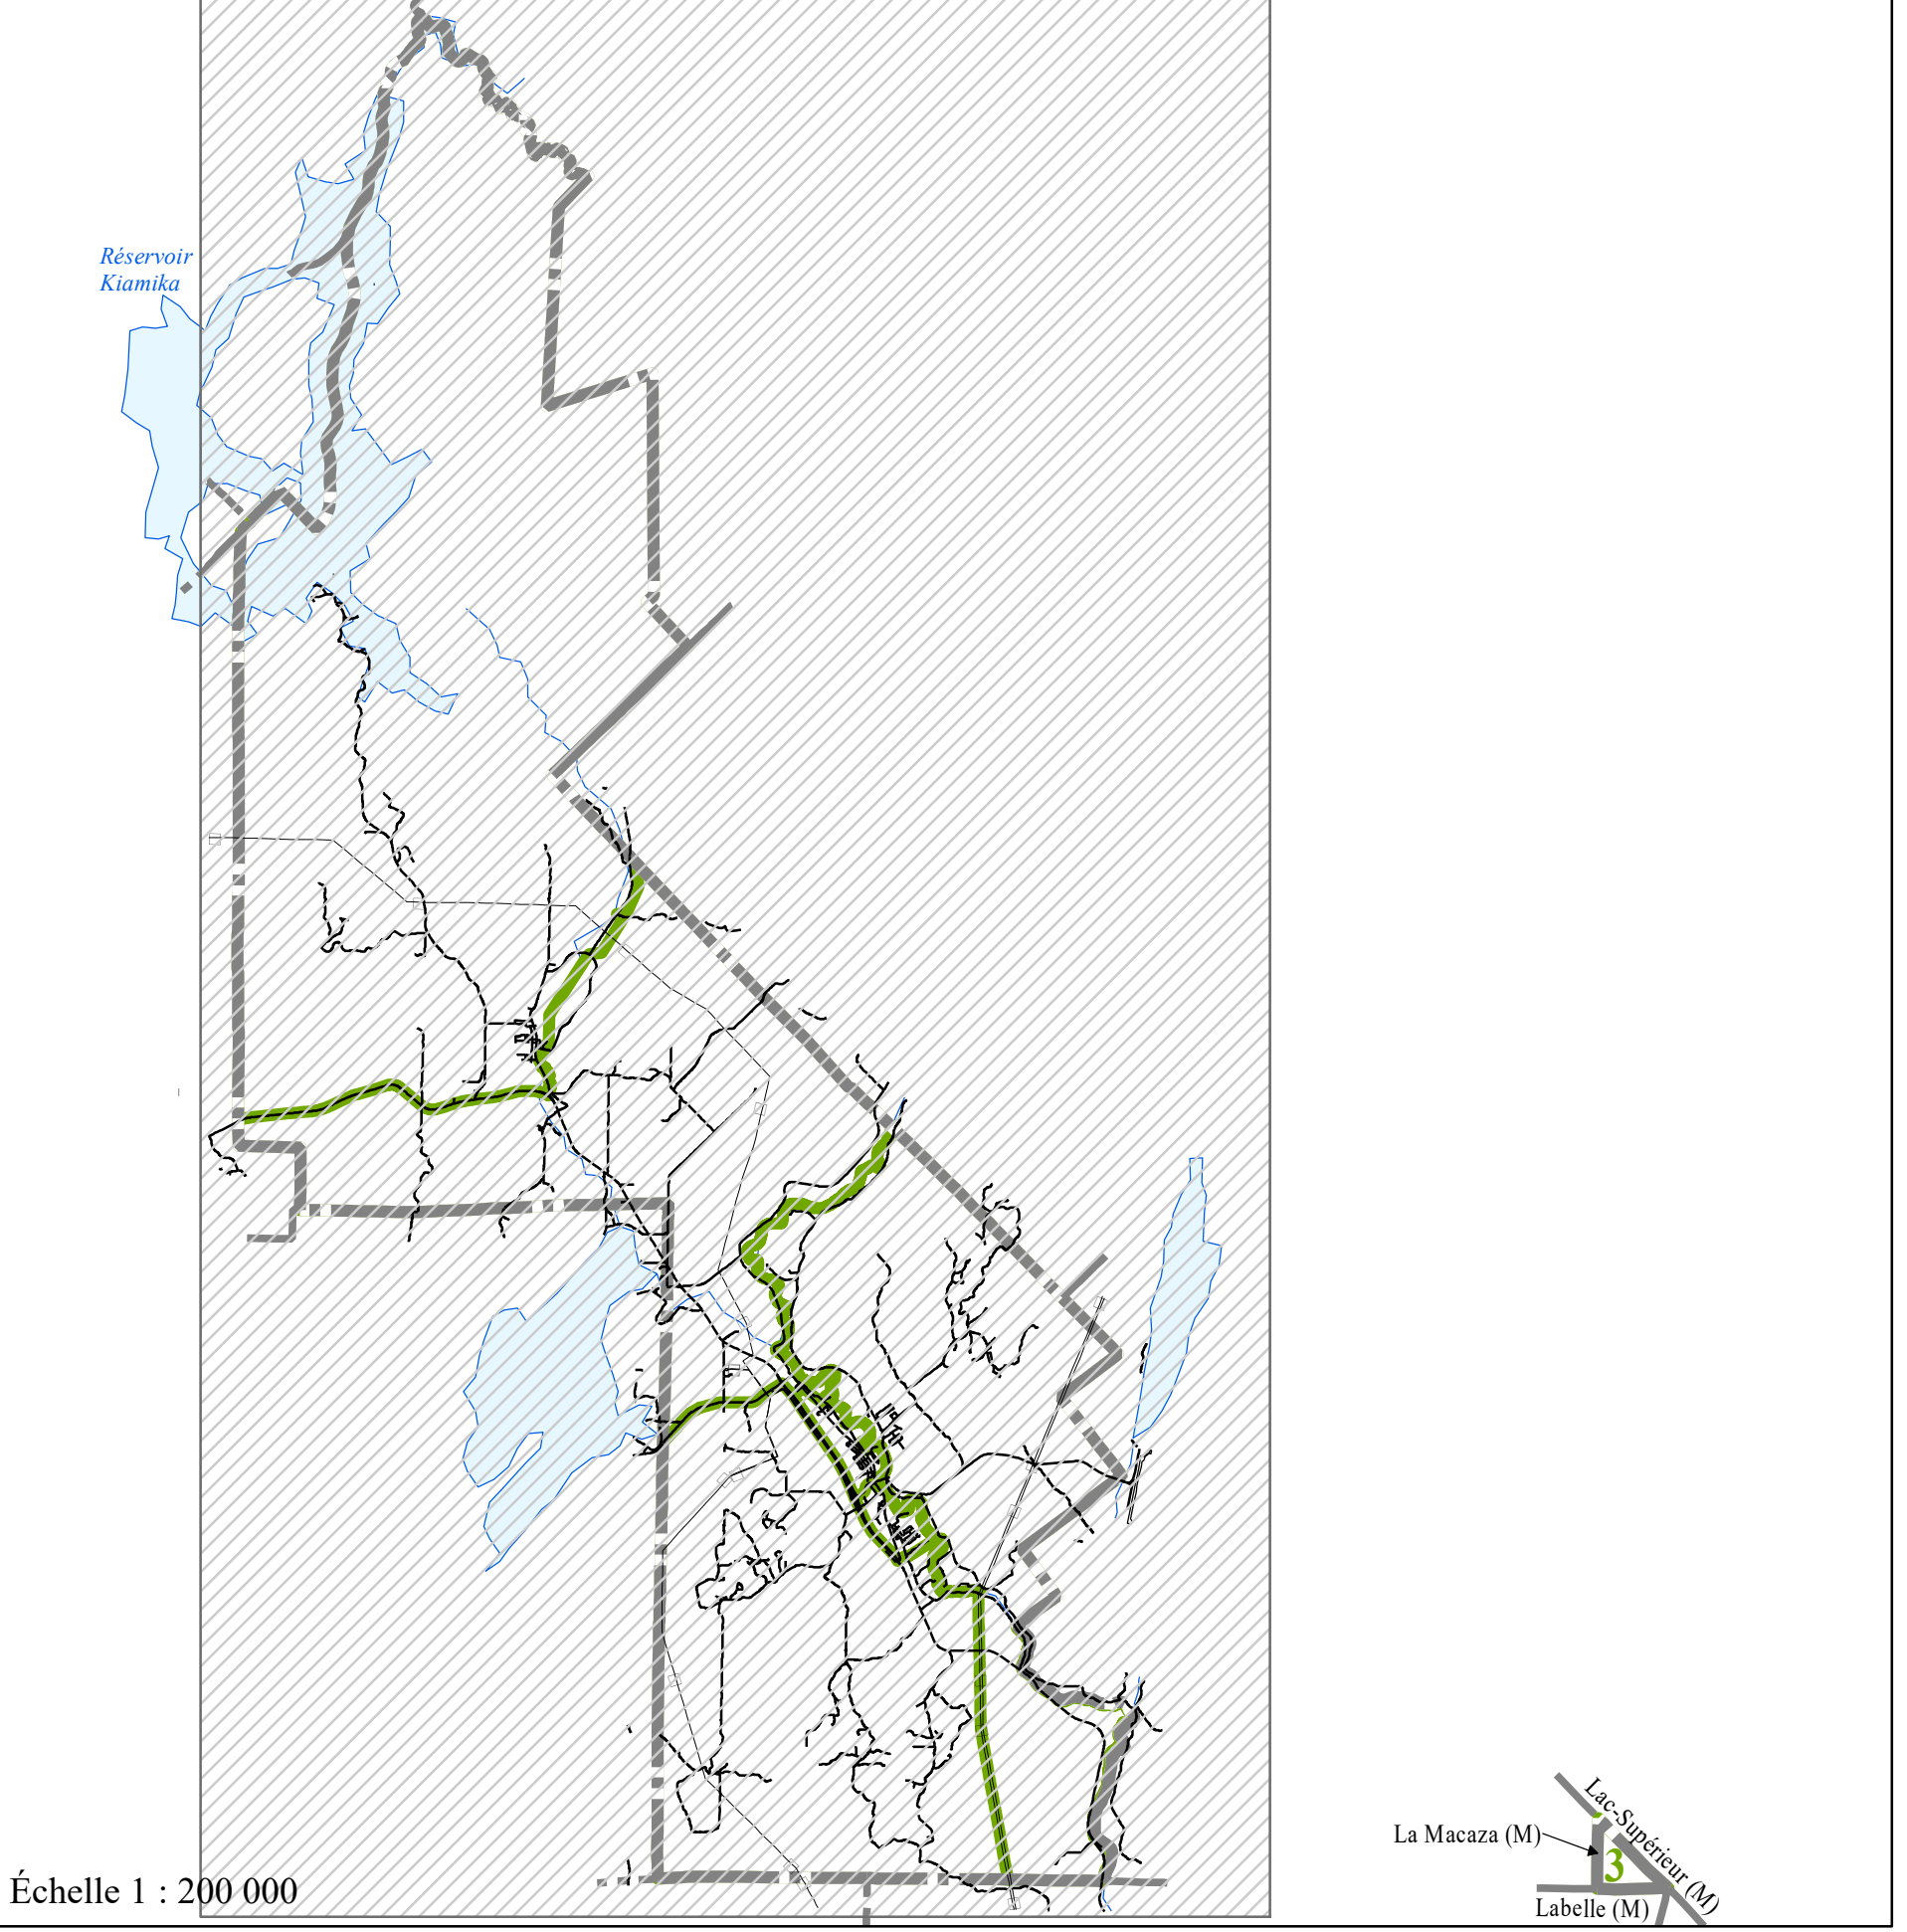 Réservoir
Kiamika
Lac-Supérieur (M)
La Macaza (M)
3
Labelle (M)
Échelle 1 : 200 000